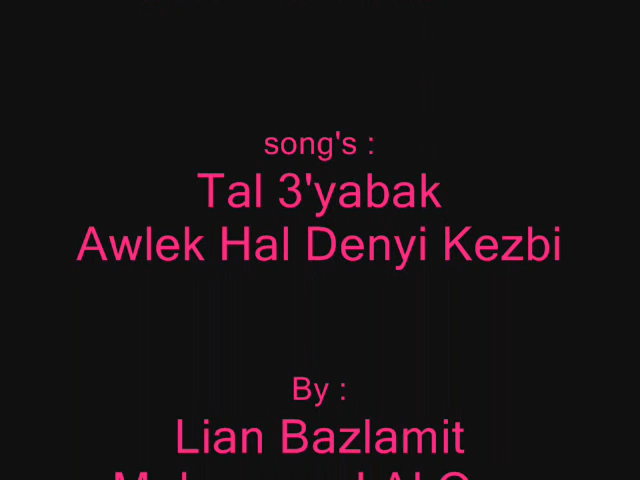 song's :
Tal 3'yabak
Awlek Hal Denyi Kezbi
By :
Lian Bazlamit